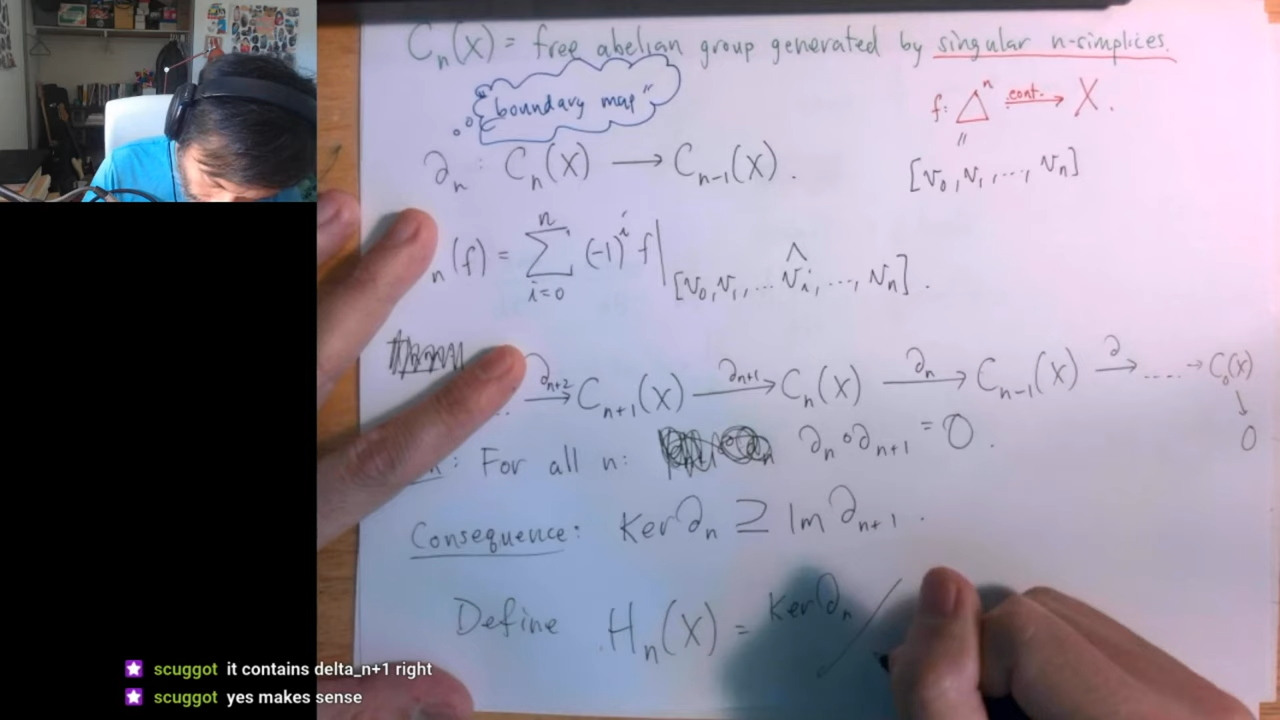 Cₙ(X) = free abelian group generated by singular n-simplices.
"boundary map"
f: Δⁿ cont. → X.
"
[v₀, v₁, ..., vₙ]
∂ₙ : Cₙ(X) → Cₙ₋₁(X).
ₙ(f) = Σ_{i=0}^{n} (-1)^i f|_{[v₀, v₁, ... v̂ᵢ, ..., vₙ]}.
.. →^{∂ₙ₊₂} Cₙ₊₁(X) →^{∂ₙ₊₁} Cₙ(X) →^{∂ₙ} Cₙ₋₁(X) →^{∂} ..... → C₀(X)
↓
0
: For all n: ∂ₙ ∘ ∂ₙ₊₁ = 0.
Consequence: Ker ∂ₙ ⊇ Im ∂ₙ₊₁.
Define Hₙ(X) = Ker ∂ₙ /
scuggot it contains delta_n+1 right
scuggot yes makes sense